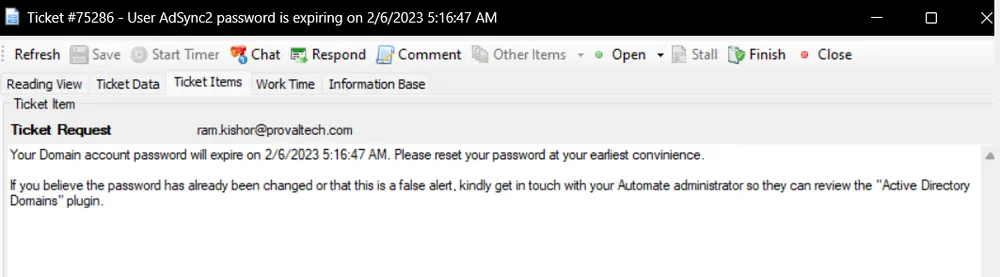 Ticket #75286 - User AdSync2 password is expiring on 2/6/2023 5:16:47 AM
Refresh Save Start Timer Chat Respond Comment Other Items Open Stall Finish Close
Reading View Ticket Data Ticket Items Work Time Information Base
Ticket Item
Ticket Request ram.kishor@provaltech.com
Your Domain account password will expire on 2/6/2023 5:16:47 AM. Please reset your password at your earliest convinience.
If you believe the password has already been changed or that this is a false alert, kindly get in touch with your Automate administrator so they can review the "Active Directory
Domains" plugin.